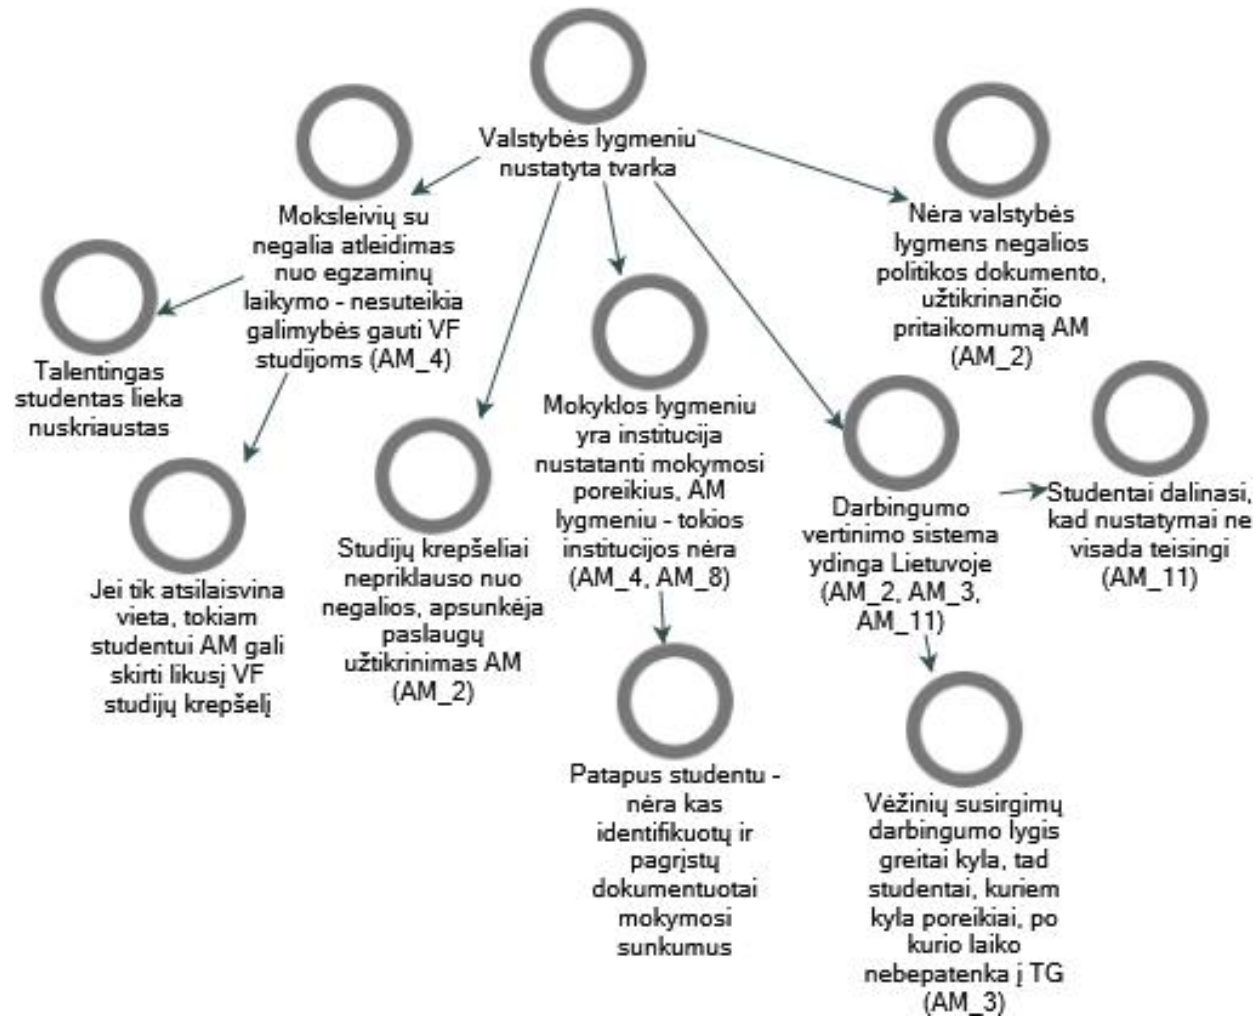 Valstybės lygmeniu
nustatyta tvarka
Moksleivių su
negalia atleidimas
nuo egzaminų
laikymo - nesuteikia
galimybės gauti VF
studijoms (AM_4)
Nėra valstybės
lygmens negalios
politikos dokumento,
užtikrinančio
pritaikomumą AM
(AM_2)
Talentingas
studentas lieka
nuskriaustas
Jei tik atsilaisvina
vieta, tokiam
studentui AM gali
skirti likusį VF
studijų krepšelį
Studijų krepšeliai
nepriklauso nuo
negalios, apsunkėja
paslaugų
užtikrinimas AM
(AM_2)
Mokyklos lygmeniu
yra institucija
nustatanti mokymosi
poreikius, AM
lygmeniu - tokios
institucijos nėra
(AM_4, AM_8)
Darbingumo
vertinimo sistema
ydinga Lietuvoje
(AM_2, AM_3,
AM_11)
Studentai dalinasi,
kad nustatymai ne
visada teisingi
(AM_11)
Patapus studentu -
nėra kas
identifikuotų ir
pagrįstų
dokumentuotai
mokymosi
sunkumus
Vėžinių susirgimų
darbingumo lygis
greitai kyla, tad
studentai, kuriem
kyla poreikiai, po
kurio laiko
nebepatenka į TG
(AM_3)